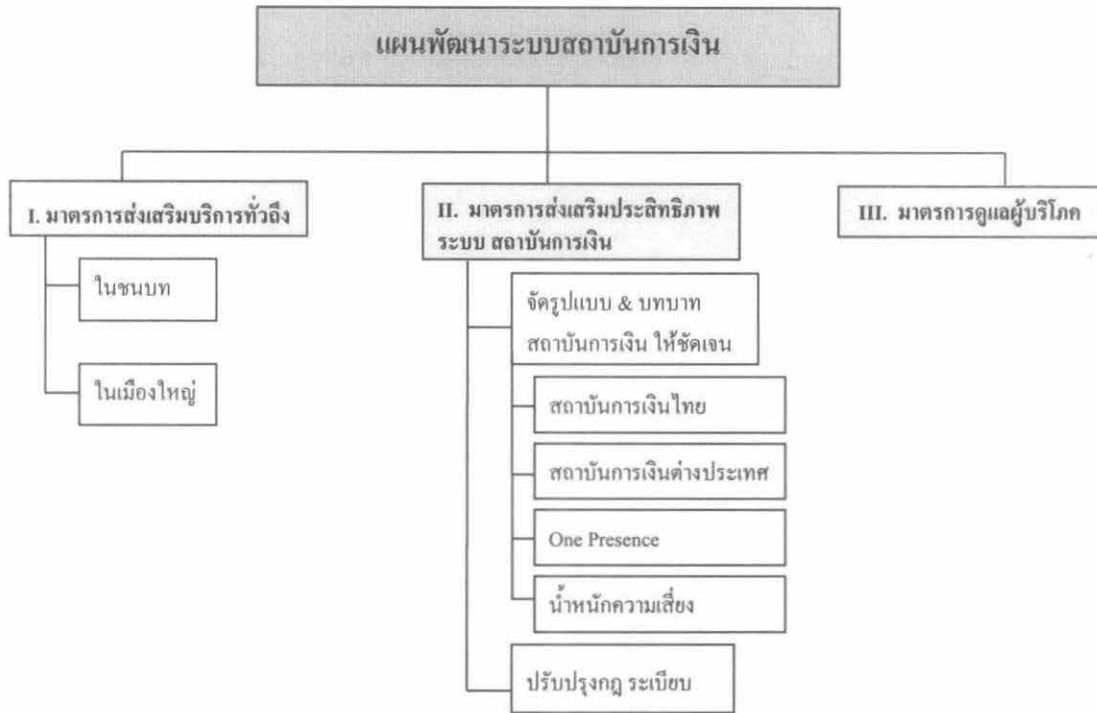 แผนพัฒนาระบบสถาบันการเงิน
I. มาตรการส่งเสริมบริการทั่วถึง
ในชนบท
ในเมืองใหญ่
II. มาตรการส่งเสริมประสิทธิภาพ
ระบบ สถาบันการเงิน
จัดรูปแบบ & บทบาท
สถาบันการเงิน ให้ชัดเจน
สถาบันการเงินไทย
สถาบันการเงินต่างประเทศ
One Presence
น้ำหนักความเสี่ยง
ปรับปรุงกฎ ระเบียบ
III. มาตรการดูแลผู้บริโภค